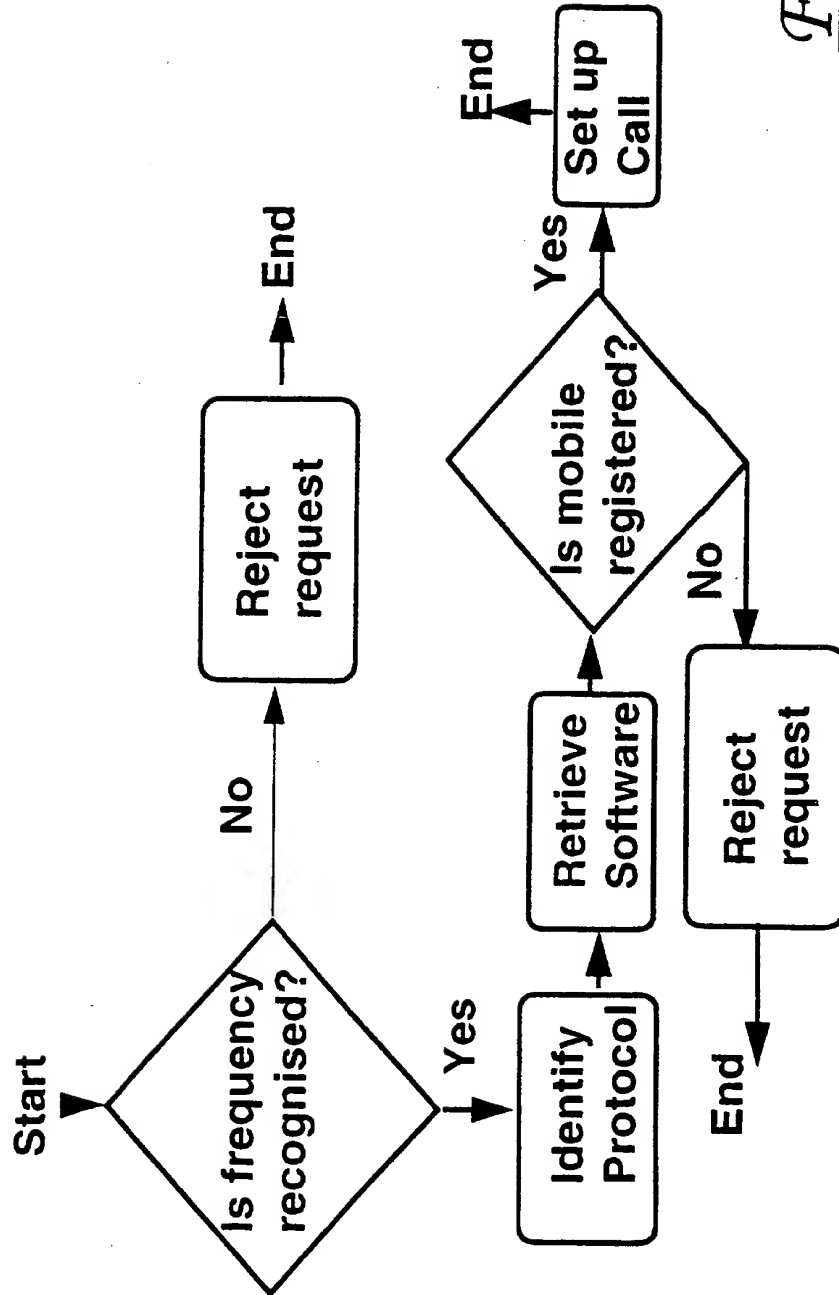 Start
Is frequency
recognised?
No
Reject
request
End
Yes
Identify
Protocol
Retrieve
Software
Is mobile
registered?
Yes
Set up
Call
End
No
Reject
request
End